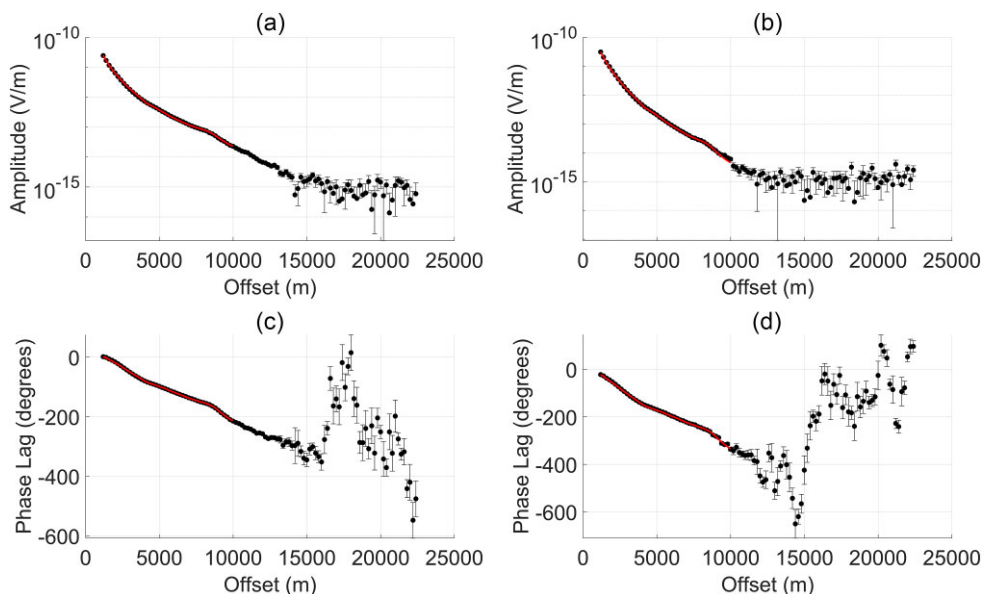 (a)
10^-10
10^-15
Amplitude (V/m)
0 5000 10000 15000 20000 25000
Offset (m)
(b)
10^-10
10^-15
Amplitude (V/m)
0 5000 10000 15000 20000 25000
Offset (m)
(c)
0
-200
-400
-600
Phase Lag (degrees)
0 5000 10000 15000 20000 25000
Offset (m)
(d)
0
-200
-400
-600
Phase Lag (degrees)
0 5000 10000 15000 20000 25000
Offset (m)